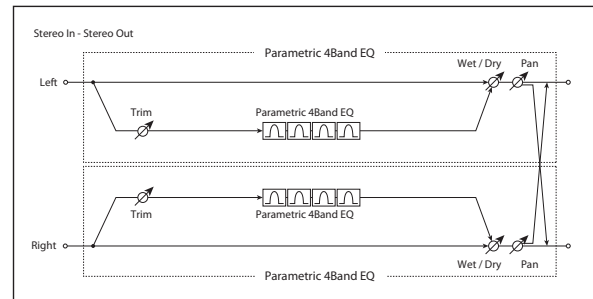 Stereo In - Stereo Out
Parametric 4Band EQ
Wet / Dry
Pan
Left
Trim
Parametric 4Band EQ
Trim
Parametric 4Band EQ
Right
Wet / Dry
Pan
Parametric 4Band EQ